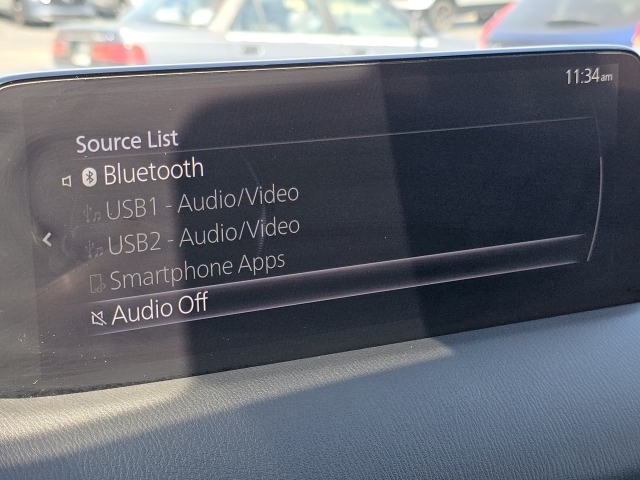 11:34am
Source List
Bluetooth
USB1 - Audio/Video
USB2 - Audio/Video
Smartphone Apps
Audio Off